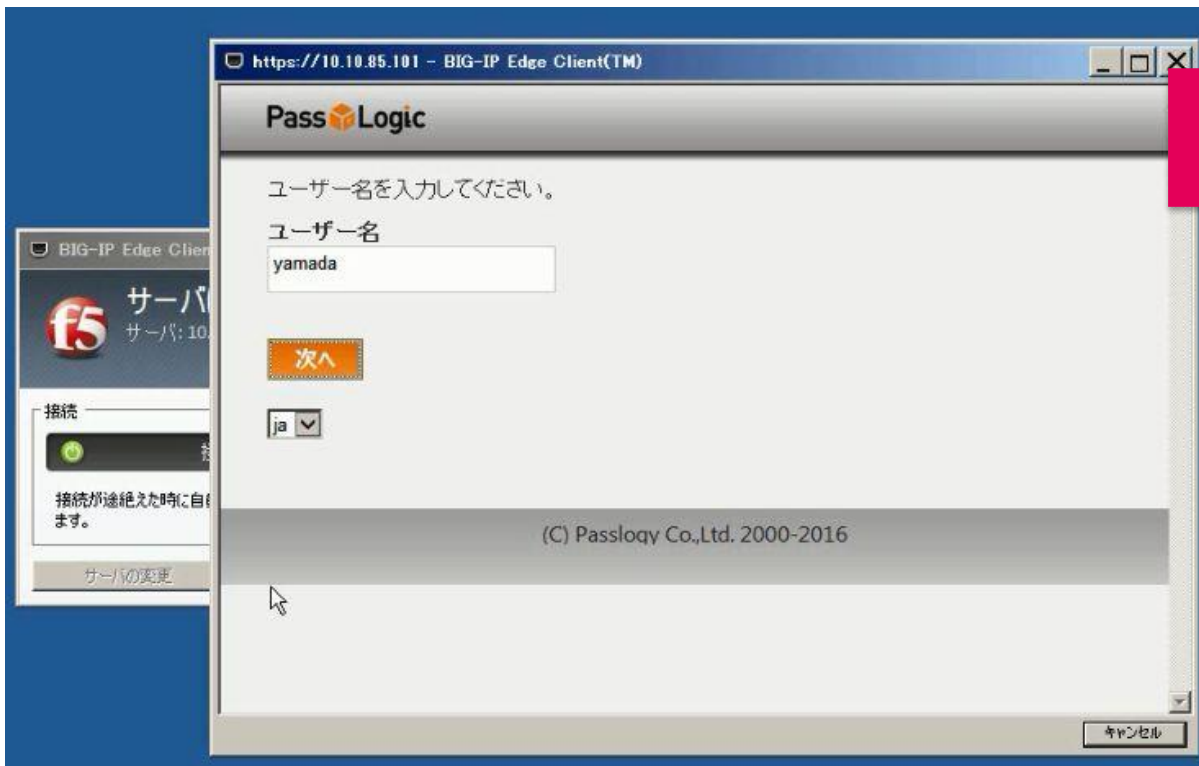 https://10.10.85.101 - BIG-IP Edge Client(TM)
PassLogic
ユーザー名を入力してください。
ユーザー名
yamada
次へ
ja
(C) Passlogy Co.,Ltd. 2000-2016
キャンセル
BIG-IP Edge Clien
f5
サーバ
サーバ: 10.
接続
接続が途絶えた時に自
ます。
サーバの変更